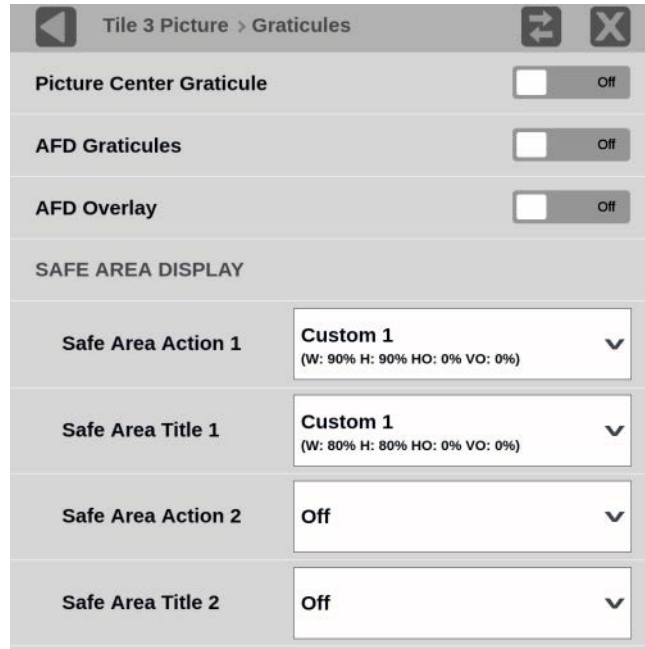 Tile 3 Picture > Graticules
Picture Center Graticule
Off
AFD Graticules
Off
AFD Overlay
Off
SAFE AREA DISPLAY
Safe Area Action 1
Custom 1
(W: 90% H: 90% HO: 0% VO: 0%)
Safe Area Title 1
Custom 1
(W: 80% H: 80% HO: 0% VO: 0%)
Safe Area Action 2
Off
Safe Area Title 2
Off